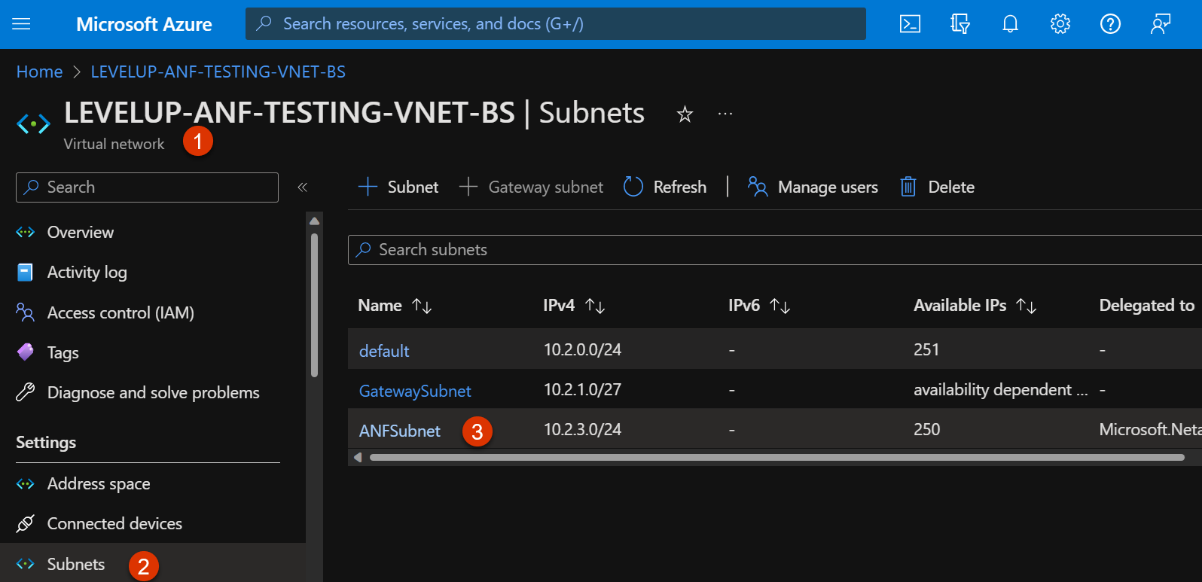 Microsoft Azure
Search resources, services, and docs (G+/)
Home > LEVELUP-ANF-TESTING-VNET-BS
LEVELUP-ANF-TESTING-VNET-BS | Subnets
Virtual network
1
Search
«
Subnet
Gateway subnet
Refresh
Manage users
Delete
Overview
Activity log
Access control (IAM)
Tags
Diagnose and solve problems
Settings
Address space
Connected devices
Subnets
2
Search subnets
Name IPv4 IPv6 Available IPs Delegated to
default 10.2.0.0/24 - 251 -
GatewaySubnet 10.2.1.0/27 - availability dependent ... -
ANFSubnet 3 10.2.3.0/24 - 250 Microsoft.Neta